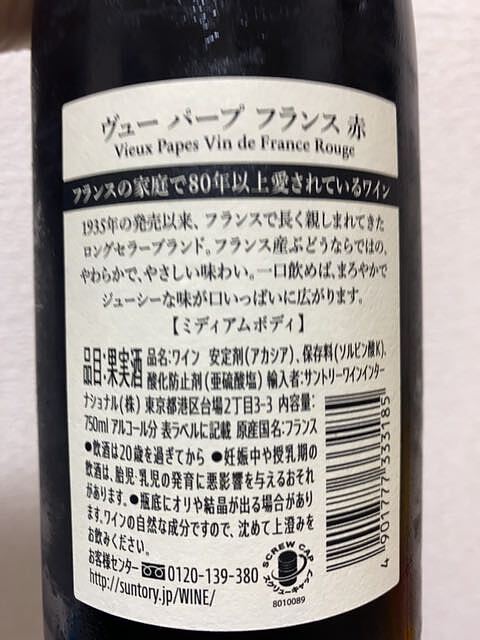 ヴュー パープ フランス 赤
Vieux Papes Vin de France Rouge
フランスの家庭で80年以上愛されているワイン
1935年の発売以来、フランスで長く親しまれてきた
ロングセラーブランド。フランス産ぶどうならではの、
やわらかで、やさしい味わい。一口飲めば、まろやかで
ジューシーな味が口いっぱいに広がります。
【ミディアムボディ】
品目:果実酒 品名:ワイン 安定剤(アカシア)、保存料(ソルビン酸K)、
酸化防止剤(亜硫酸塩) 輸入者:サントリーワインインター
ナショナル(株) 東京都港区台場2丁目3-3 内容量:
750ml アルコール分 表ラベルに記載 原産国名:フランス
●飲酒は20歳を過ぎてから ●妊娠中や授乳期の
飲酒は、胎児・乳児の発育に悪影響を与えるおそれ
があります。●瓶底にオリや結晶が出る場合があり
ます。ワインの自然な成分ですので、沈めて上澄みを
お飲みください。
お客様センター 0120-139-380
http://suntory.jp/WINE/
SCREW CAP
スクリューキャップ
8010089
4 901777 333185